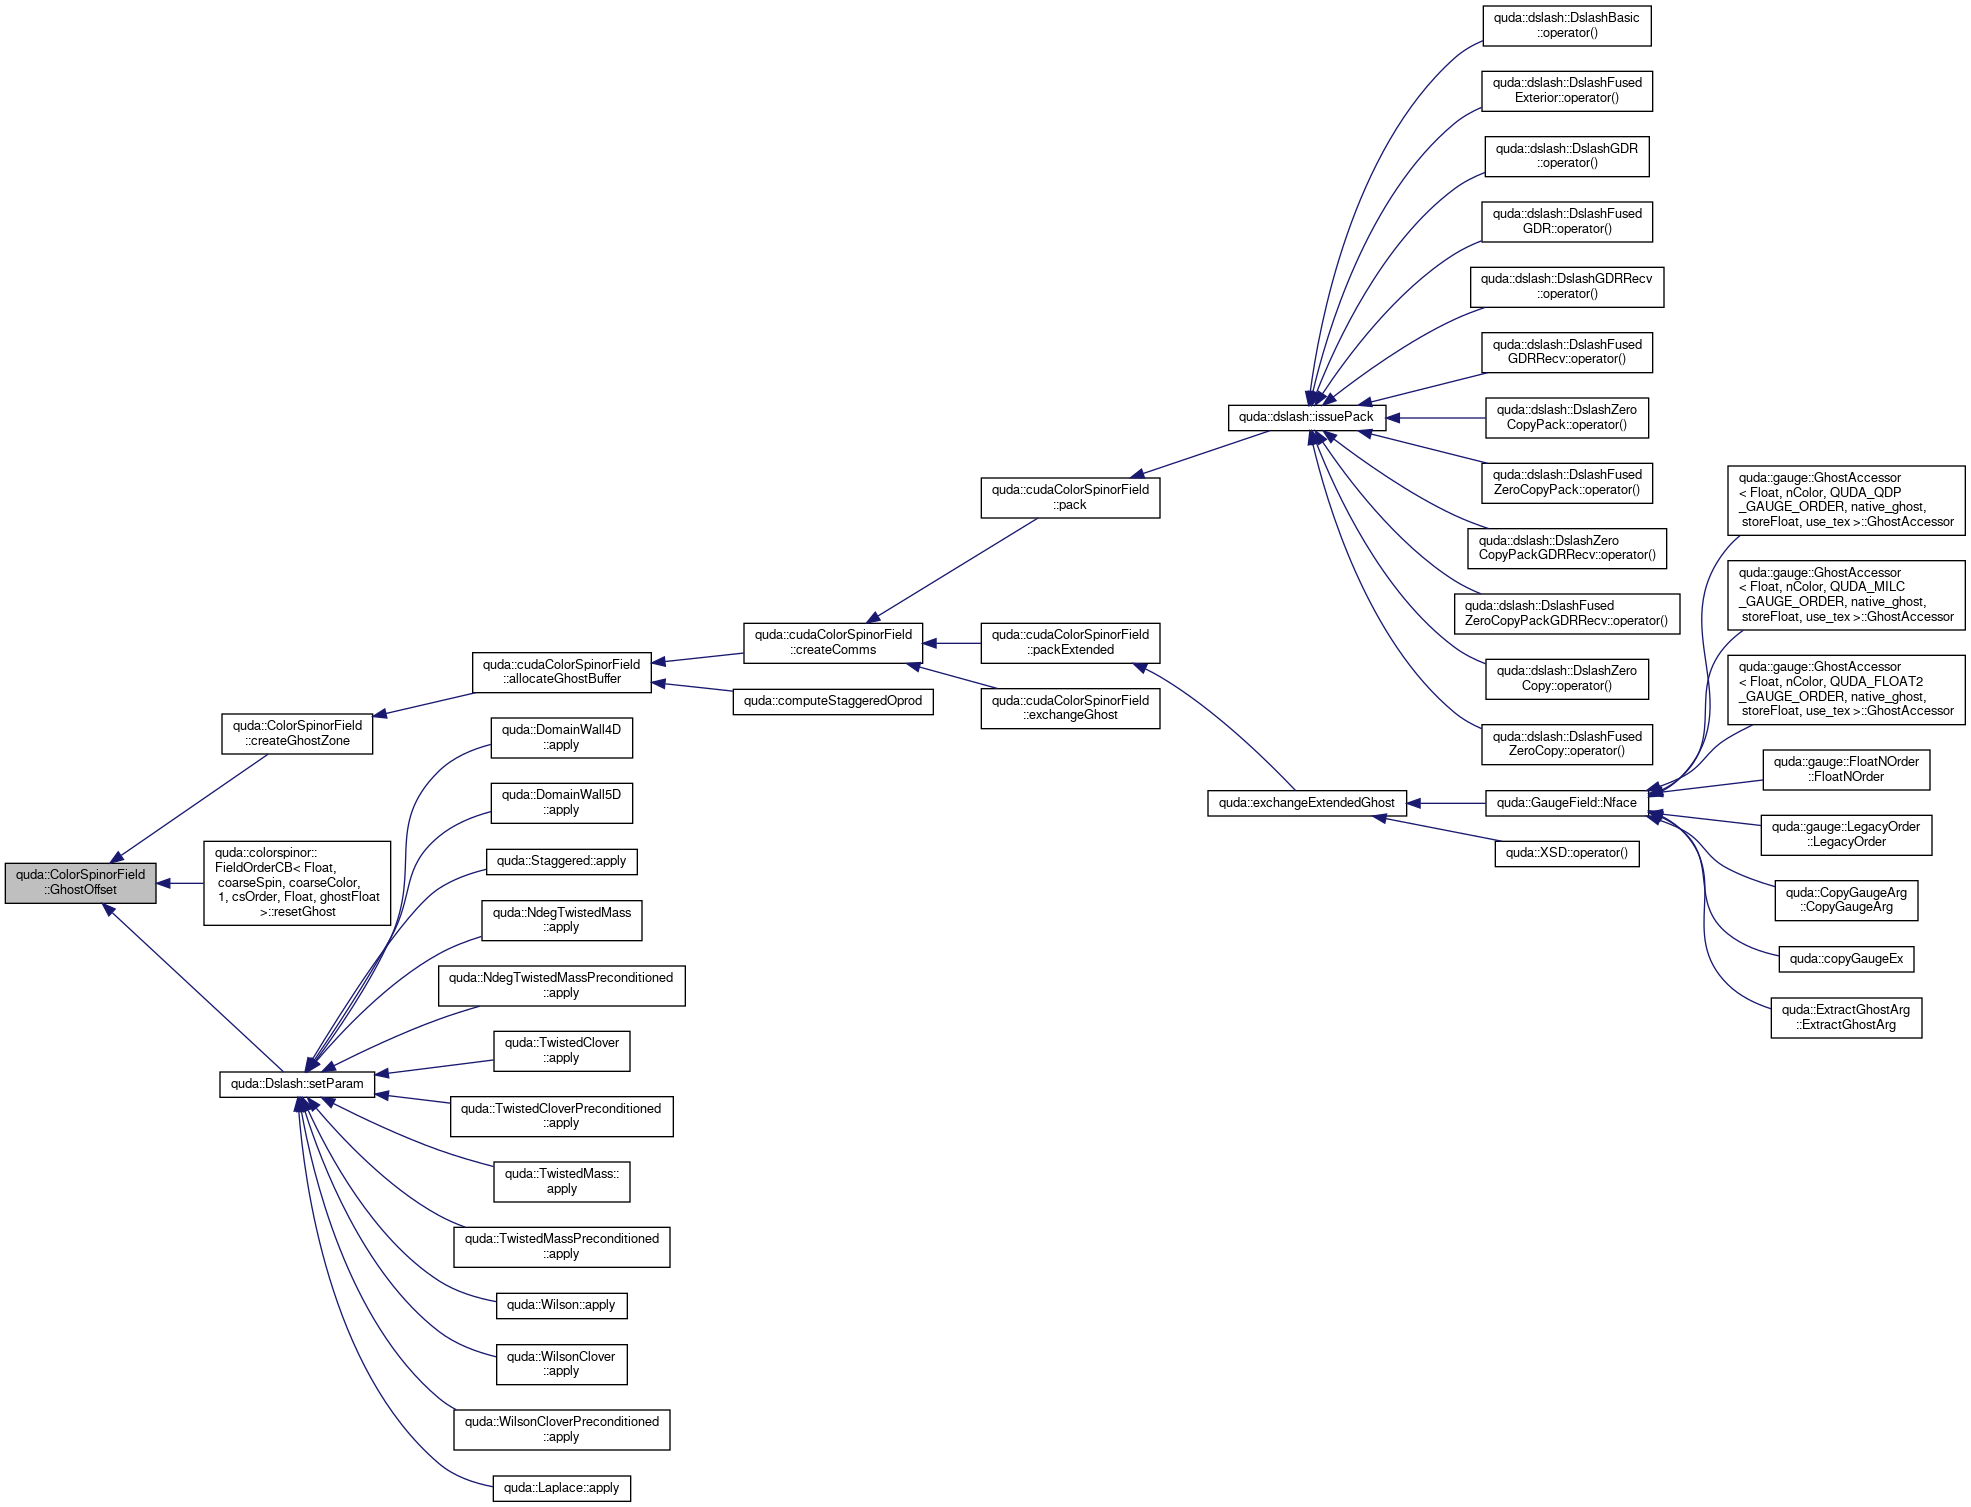 quda::ColorSpinorField
::GhostOffset
quda::ColorSpinorField
::createGhostZone
quda::colorspinor::
FieldOrderCB< Float,
coarseSpin, coarseColor,
1, csOrder, Float, ghostFloat
>::resetGhost
quda::Dslash::setParam
quda::cudaColorSpinorField
::allocateGhostBuffer
quda::DomainWall4D
::apply
quda::DomainWall5D
::apply
quda::Staggered::apply
quda::NdegTwistedMass
::apply
quda::NdegTwistedMassPreconditioned
::apply
quda::TwistedClover
::apply
quda::TwistedCloverPreconditioned
::apply
quda::TwistedMass::
apply
quda::TwistedMassPreconditioned
::apply
quda::Wilson::apply
quda::WilsonClover
::apply
quda::WilsonCloverPreconditioned
::apply
quda::Laplace::apply
quda::cudaColorSpinorField
::createComms
quda::computeStaggeredOprod
quda::cudaColorSpinorField
::pack
quda::cudaColorSpinorField
::packExtended
quda::cudaColorSpinorField
::exchangeGhost
quda::dslash::issuePack
quda::exchangeExtendedGhost
quda::dslash::DslashBasic
::operator()
quda::dslash::DslashFused
Exterior::operator()
quda::dslash::DslashGDR
::operator()
quda::dslash::DslashFused
GDR::operator()
quda::dslash::DslashGDRRecv
::operator()
quda::dslash::DslashFused
GDRRecv::operator()
quda::dslash::DslashZero
CopyPack::operator()
quda::dslash::DslashFused
ZeroCopyPack::operator()
quda::dslash::DslashZero
CopyPackGDRRecv::operator()
quda::dslash::DslashFused
ZeroCopyPackGDRRecv::operator()
quda::dslash::DslashZero
Copy::operator()
quda::dslash::DslashFused
ZeroCopy::operator()
quda::GaugeField::Nface
quda::XSD::operator()
quda::gauge::GhostAccessor
< Float, nColor, QUDA_QDP
_GAUGE_ORDER, native_ghost,
storeFloat, use_tex >::GhostAccessor
quda::gauge::GhostAccessor
< Float, nColor, QUDA_MILC
_GAUGE_ORDER, native_ghost,
storeFloat, use_tex >::GhostAccessor
quda::gauge::GhostAccessor
< Float, nColor, QUDA_FLOAT2
_GAUGE_ORDER, native_ghost,
storeFloat, use_tex >::GhostAccessor
quda::gauge::FloatNOrder
::FloatNOrder
quda::gauge::LegacyOrder
::LegacyOrder
quda::CopyGaugeArg
::CopyGaugeArg
quda::copyGaugeEx
quda::ExtractGhostArg
::ExtractGhostArg